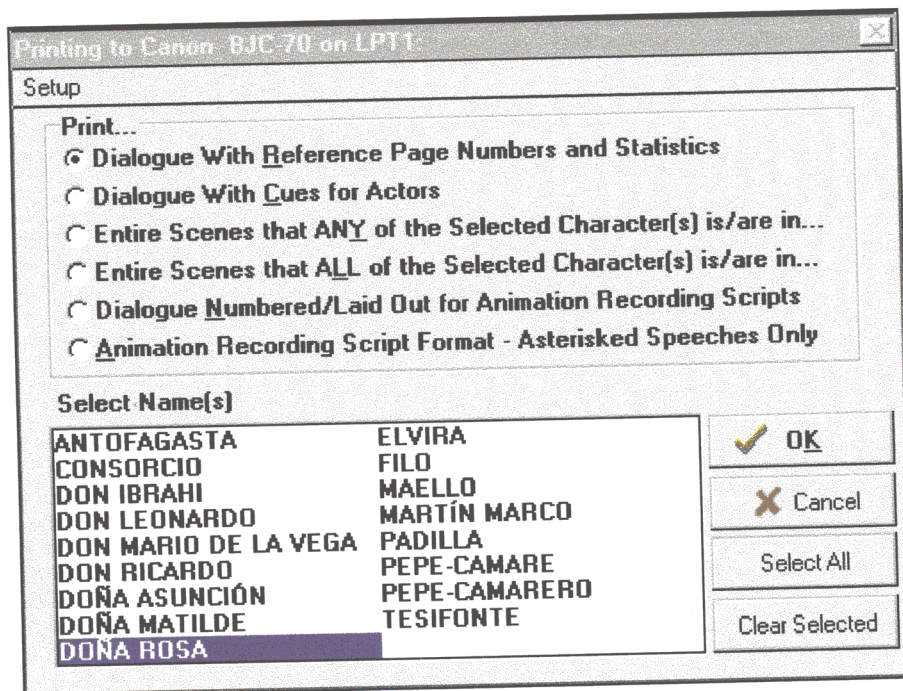 Printing to Canon BJC-70 on LPT1:
Setup
Print...
Dialogue With Reference Page Numbers and Statistics
Dialogue With Cues for Actors
Entire Scenes that ANY of the Selected Character(s) is/are in...
Entire Scenes that ALL of the Selected Character(s) is/are in...
Dialogue Numbered/Laid Out for Animation Recording Scripts
Animation Recording Script Format - Asterisked Speeches Only
Select Name(s)
ANTOFAGASTA
CONSORCIO
DON IBRAHI
DON LEONARDO
DON MARIO DE LA VEGA
DON RICARDO
DOÑA ASUNCIÓN
DOÑA MATILDE
DOÑA ROSA
ELVIRA
FILO
MAELLO
MARTÍN MARCO
PADILLA
PEPE-CAMARE
PEPE-CAMARERO
TESIFONTE
OK
Cancel
Select All
Clear Selected